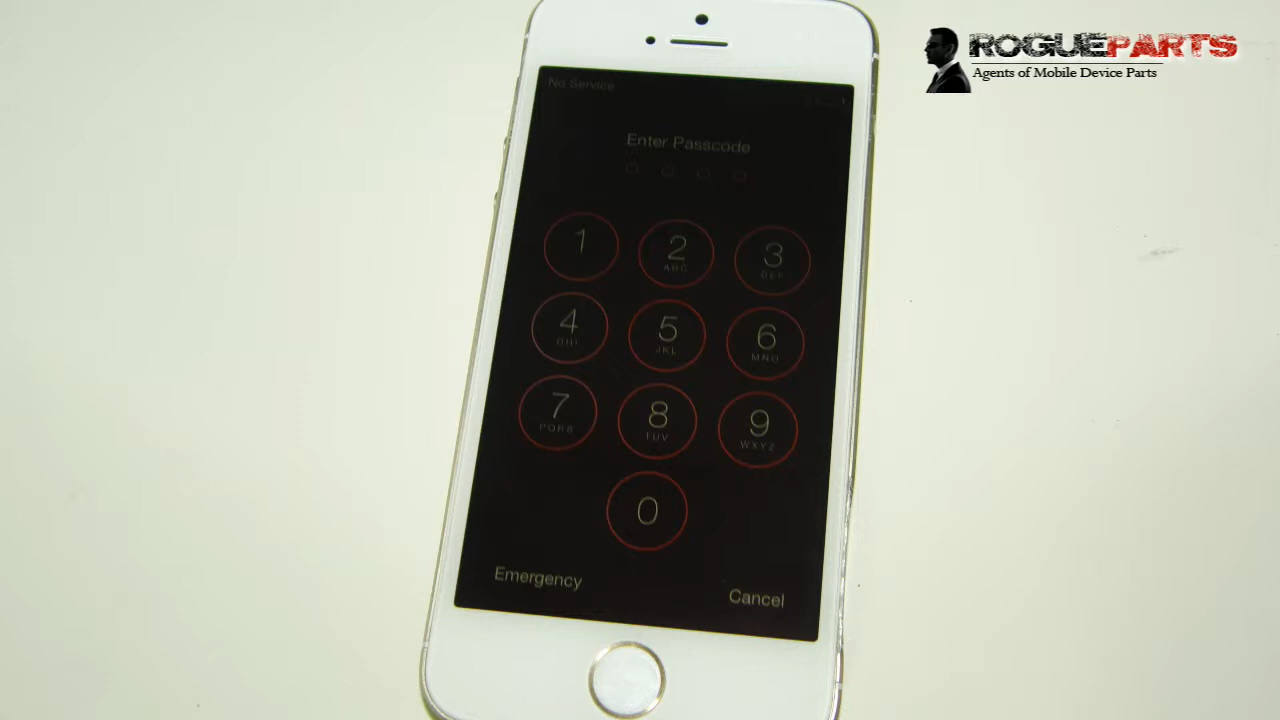 ROGUEPARTS
Agents of Mobile Device Parts
No Service
Enter Passcode
1
2
ABC
3
DEF
4
GHI
5
JKL
6
MNO
7
PQRS
8
TUV
9
WXYZ
0
Emergency
Cancel